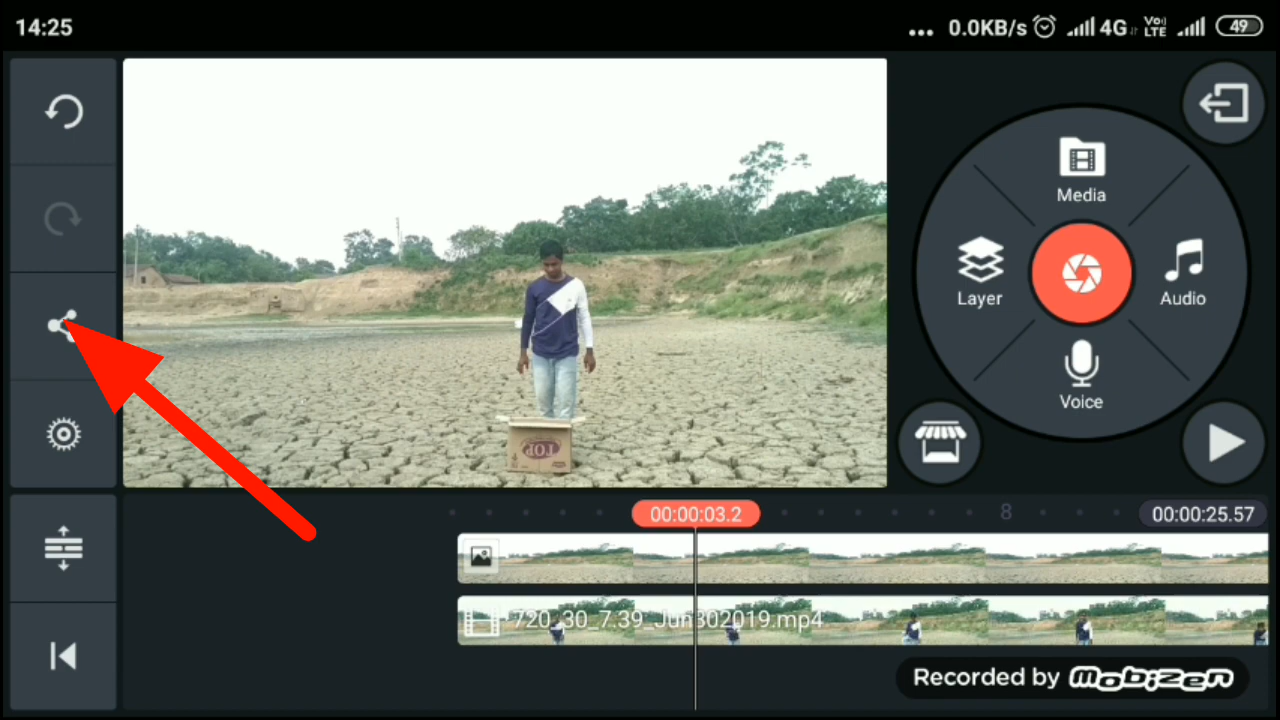 14:25
... 0.0KB/s 4G Vo) LTE 49
Media
Layer
Audio
Voice
TOP
00:00:03.2
8
00:00:25.57
720_30_7.39_Jun302019.mp4
Recorded by mobizen